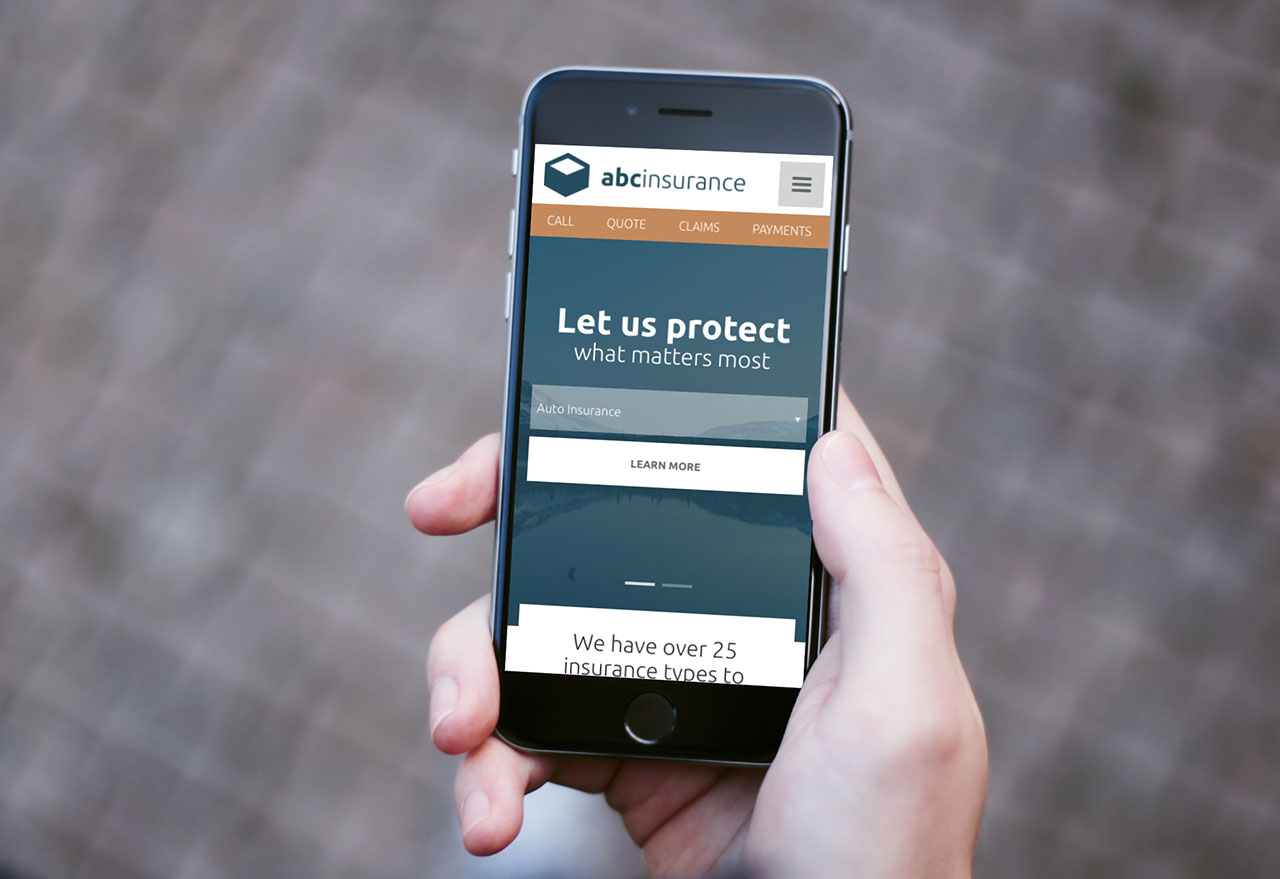 abcinsurance
CALL QUOTE CLAIMS PAYMENTS
Let us protect
what matters most
Auto Insurance
LEARN MORE
We have over 25
insurance types to